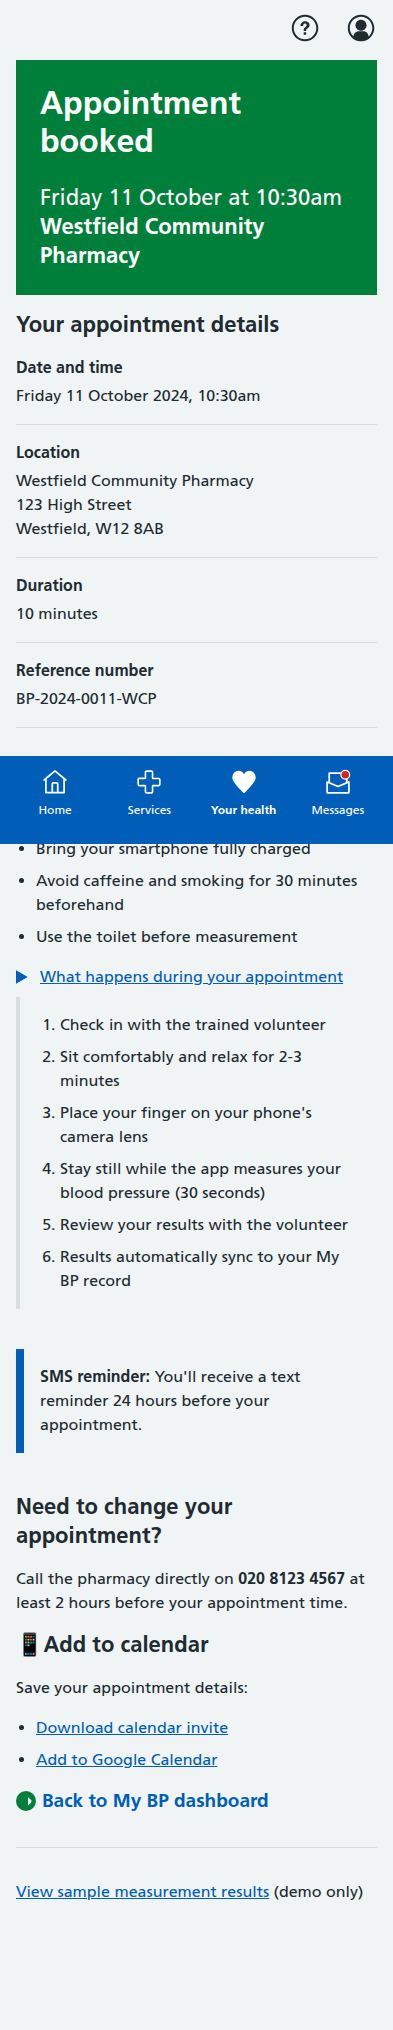 Appointment
booked
Friday 11 October at 10:30am
Westfield Community
Pharmacy
Your appointment details
Date and time
Friday 11 October 2024, 10:30am
Location
Westfield Community Pharmacy
123 High Street
Westfield, W12 8AB
Duration
10 minutes
Reference number
BP-2024-0011-WCP
Home Services Your health Messages
• Bring your smartphone fully charged
• Avoid caffeine and smoking for 30 minutes
beforehand
• Use the toilet before measurement
What happens during your appointment
1. Check in with the trained volunteer
2. Sit comfortably and relax for 2-3
minutes
3. Place your finger on your phone's
camera lens
4. Stay still while the app measures your
blood pressure (30 seconds)
5. Review your results with the volunteer
6. Results automatically sync to your My
BP record
SMS reminder: You'll receive a text
reminder 24 hours before your
appointment.
Need to change your
appointment?
Call the pharmacy directly on 020 8123 4567 at
least 2 hours before your appointment time.
📱Add to calendar
Save your appointment details:
• Download calendar invite
• Add to Google Calendar
Back to My BP dashboard
View sample measurement results (demo only)